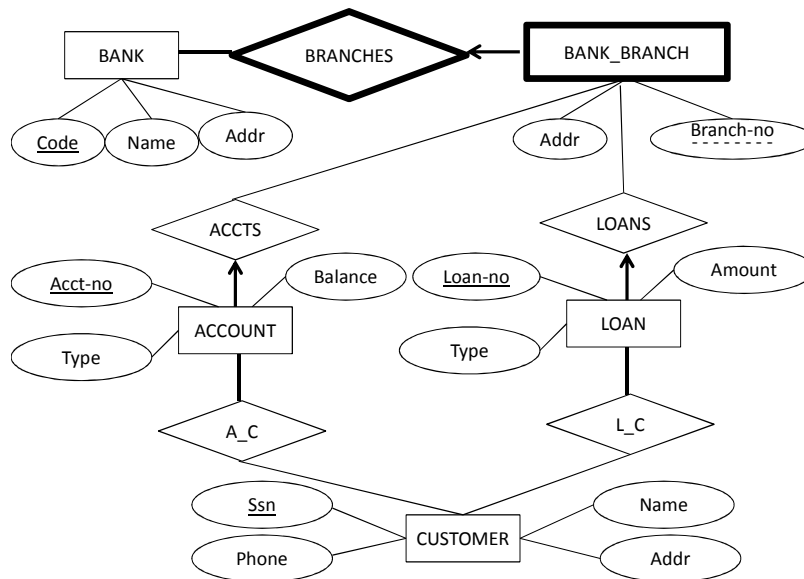 BANK
BRANCHES
BANK_BRANCH
Code
Name
Addr
Addr
Branch-no
ACCTS
LOANS
Acct-no
Balance
Loan-no
Amount
ACCOUNT
LOAN
Type
Type
A_C
L_C
Ssn
Name
CUSTOMER
Phone
Addr